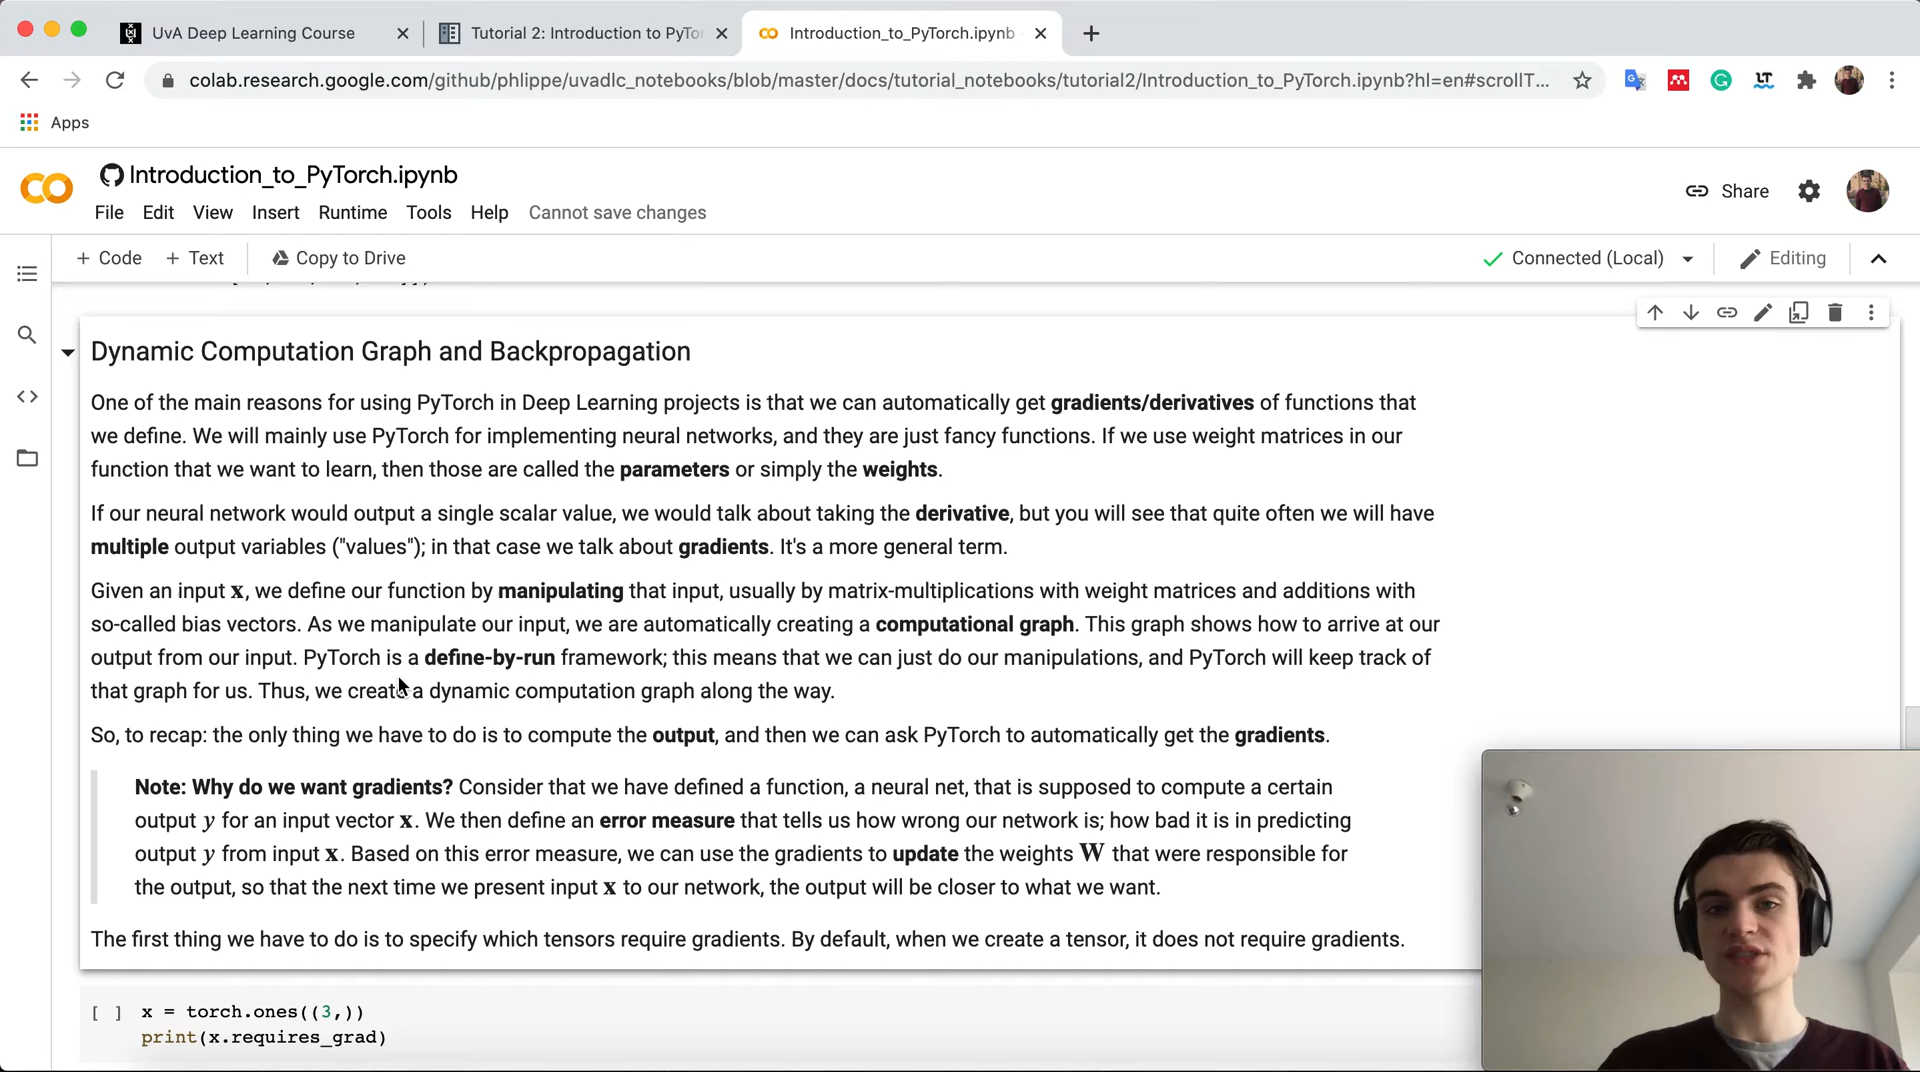 UvA Deep Learning Course
Tutorial 2: Introduction to PyTo
Introduction_to_PyTorch.ipynb
colab.research.google.com/github/phlippe/uvadlc_notebooks/blob/master/docs/tutorial_notebooks/tutorial2/Introduction_to_PyTorch.ipynb?hl=en#scrollT...
Apps
Introduction_to_PyTorch.ipynb
File Edit View Insert Runtime Tools Help Cannot save changes
Share
+ Code + Text Copy to Drive
Connected (Local)
Editing
Dynamic Computation Graph and Backpropagation
One of the main reasons for using PyTorch in Deep Learning projects is that we can automatically get gradients/derivatives of functions that
we define. We will mainly use PyTorch for implementing neural networks, and they are just fancy functions. If we use weight matrices in our
function that we want to learn, then those are called the parameters or simply the weights.
If our neural network would output a single scalar value, we would talk about taking the derivative, but you will see that quite often we will have
multiple output variables ("values"); in that case we talk about gradients. It's a more general term.
Given an input x, we define our function by manipulating that input, usually by matrix-multiplications with weight matrices and additions with
so-called bias vectors. As we manipulate our input, we are automatically creating a computational graph. This graph shows how to arrive at our
output from our input. PyTorch is a define-by-run framework; this means that we can just do our manipulations, and PyTorch will keep track of
that graph for us. Thus, we create a dynamic computation graph along the way.
So, to recap: the only thing we have to do is to compute the output, and then we can ask PyTorch to automatically get the gradients.
Note: Why do we want gradients? Consider that we have defined a function, a neural net, that is supposed to compute a certain
output y for an input vector x. We then define an error measure that tells us how wrong our network is; how bad it is in predicting
output y from input x. Based on this error measure, we can use the gradients to update the weights W that were responsible for
the output, so that the next time we present input x to our network, the output will be closer to what we want.
The first thing we have to do is to specify which tensors require gradients. By default, when we create a tensor, it does not require gradients.
[ ] x = torch.ones((3,))
print(x.requires_grad)